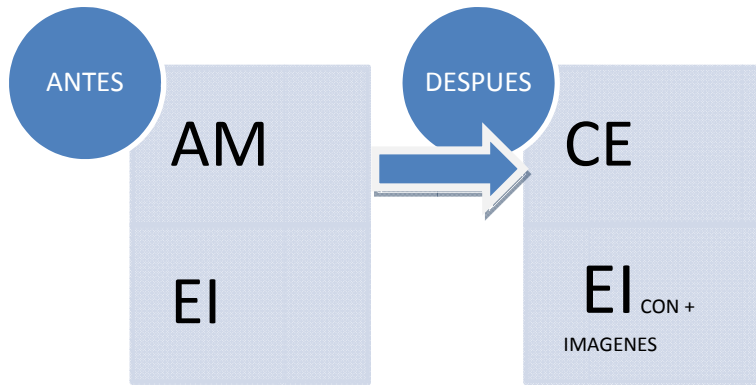 ANTES
AM
EI
DESPUES
CE
EI CON +
IMAGENES